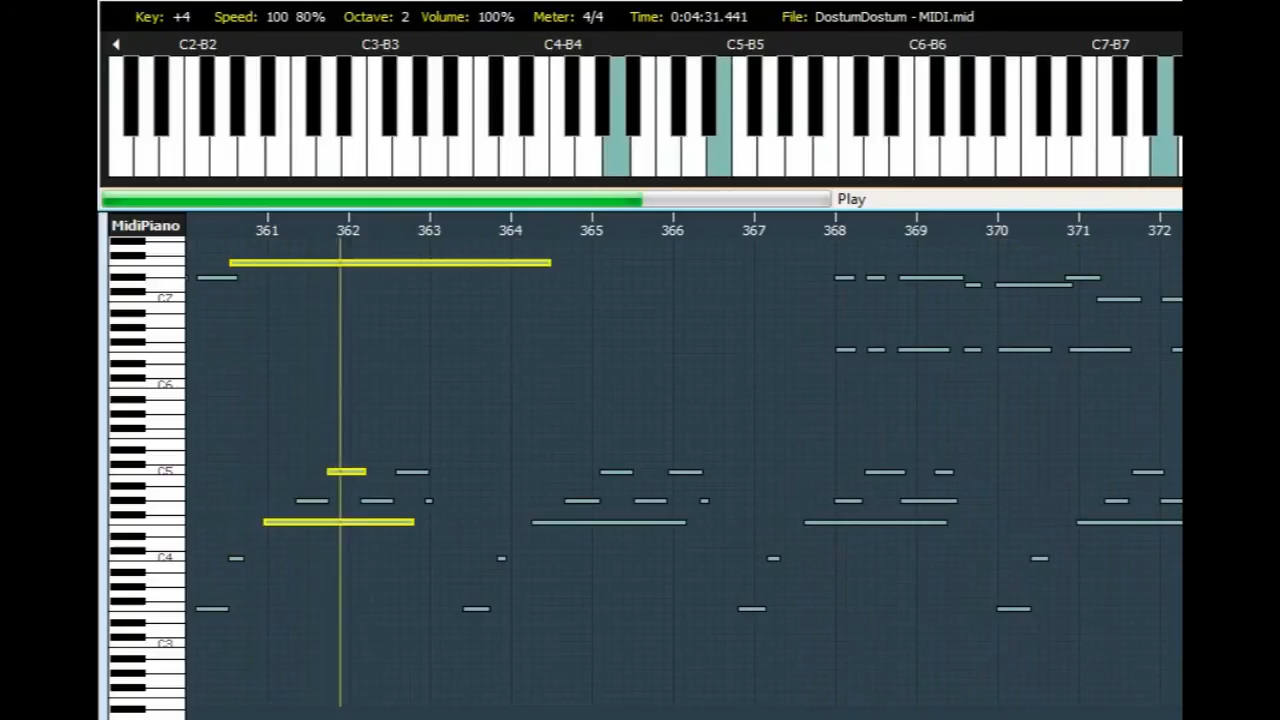 Key: +4 Speed: 100 80% Octave: 2 Volume: 100% Meter: 4/4 Time: 0:04:31.441 File: DostumDostum - MIDI.mid
C2-B2 C3-B3 C4-B4 C5-B5 C6-B6 C7-B7
Play
MidiPiano 361 362 363 364 365 366 367 368 369 370 371 372
C7
C6
C5
C4
C3